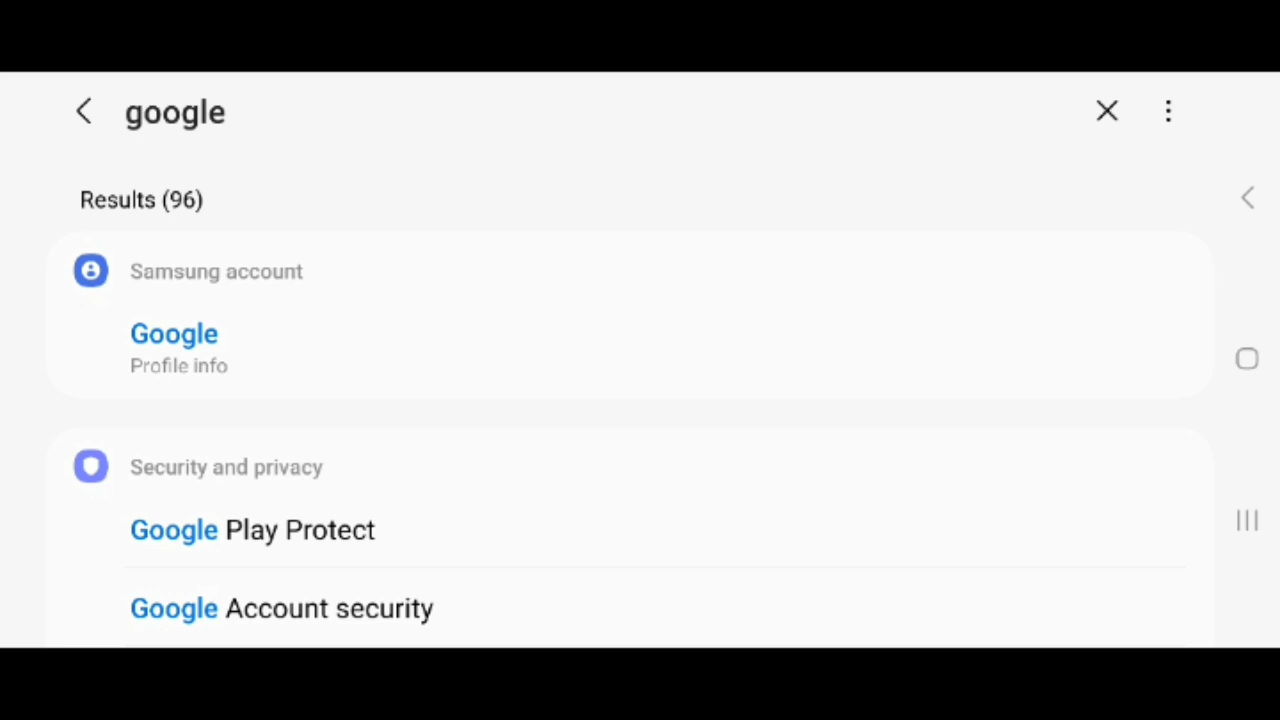 google
Results (96)
Samsung account
Google
Profile info
Security and privacy
Google Play Protect
Google Account security